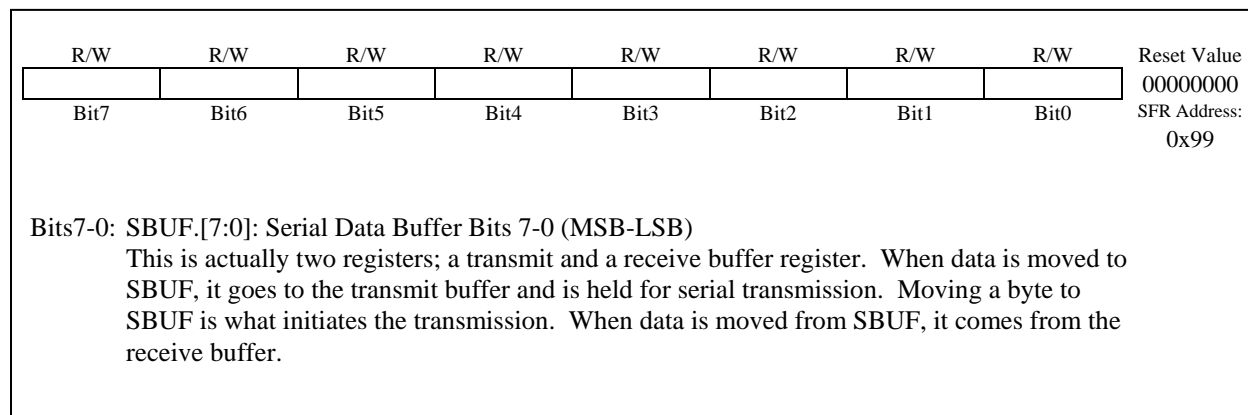 R/W R/W R/W R/W R/W R/W R/W R/W Reset Value
00000000
Bit7 Bit6 Bit5 Bit4 Bit3 Bit2 Bit1 Bit0 SFR Address:
0x99
Bits7-0: SBUF.[7:0]: Serial Data Buffer Bits 7-0 (MSB-LSB)
This is actually two registers; a transmit and a receive buffer register. When data is moved to
SBUF, it goes to the transmit buffer and is held for serial transmission. Moving a byte to
SBUF is what initiates the transmission. When data is moved from SBUF, it comes from the
receive buffer.